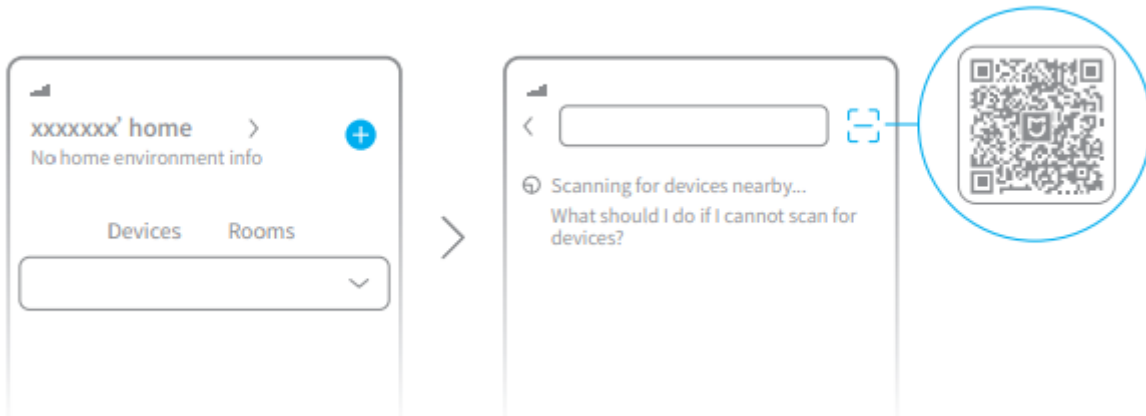 xxxxxxx’ home
No home environment info
Devices Rooms
Scanning for devices nearby...
What should I do if I cannot scan for
devices?